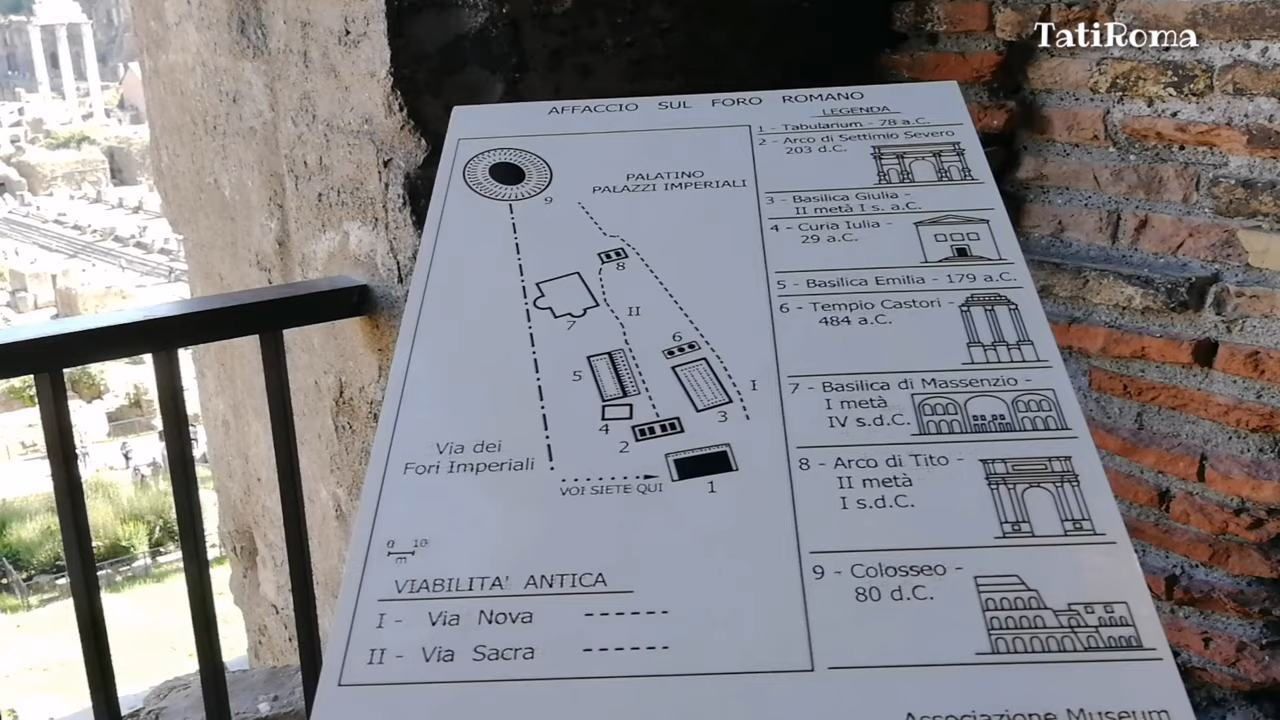 TatiRoma
AFFACCIO SUL FORO ROMANO
LEGENDA
1 - Tabularium - 78 a.C.
2 - Arco di Settimio Severo
203 d.C.
3 - Basilica Giulia -
II metà I s. a.C.
4 - Curia Iulia -
29 a.C.
5 - Basilica Emilia - 179 a.C.
6 - Tempio Castori -
484 a.C.
7 - Basilica di Massenzio -
I metà
IV s.d.C.
8 - Arco di Tito -
II metà
I s.d.C.
9 - Colosseo -
80 d.C.
PALATINO
PALAZZI IMPERIALI
9
8
II
7
6
5
I
3
4
2
Via dei
Fori Imperiali
VOI SIETE QUI
1
0 10
m
VIABILITA' ANTICA
I - Via Nova
II - Via Sacra
Associazione Museum